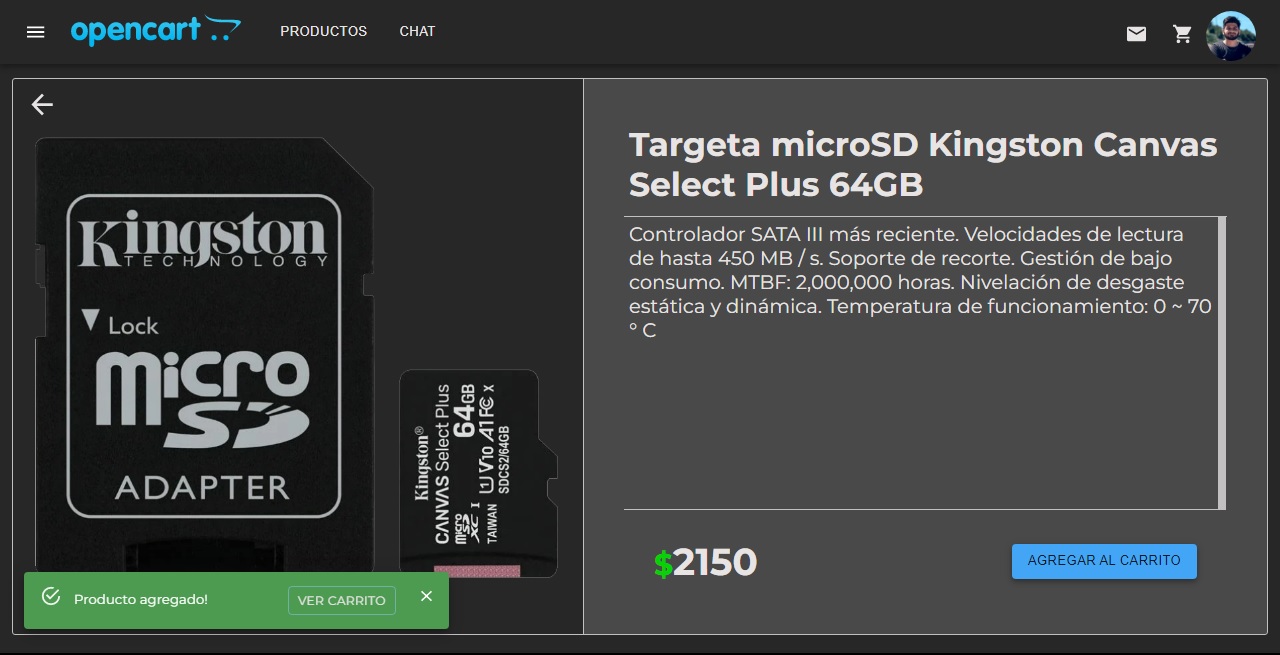 opencart
PRODUCTOS
CHAT
Kingston
TECHNOLOGY
Lock
micro
SD
ADAPTER
Kingston®
CANVAS Select Plus
micro SD XC I
64GB
U1 V10 A1 FC X
TAIWAN
SDCS2/64GB
Targeta microSD Kingston Canvas
Select Plus 64GB
Controlador SATA III más reciente. Velocidades de lectura
de hasta 450 MB / s. Soporte de recorte. Gestión de bajo
consumo. MTBF: 2,000,000 horas. Nivelación de desgaste
estática y dinámica. Temperatura de funcionamiento: 0 ~ 70
° C
$2150
AGREGAR AL CARRITO
Producto agregado!
VER CARRITO